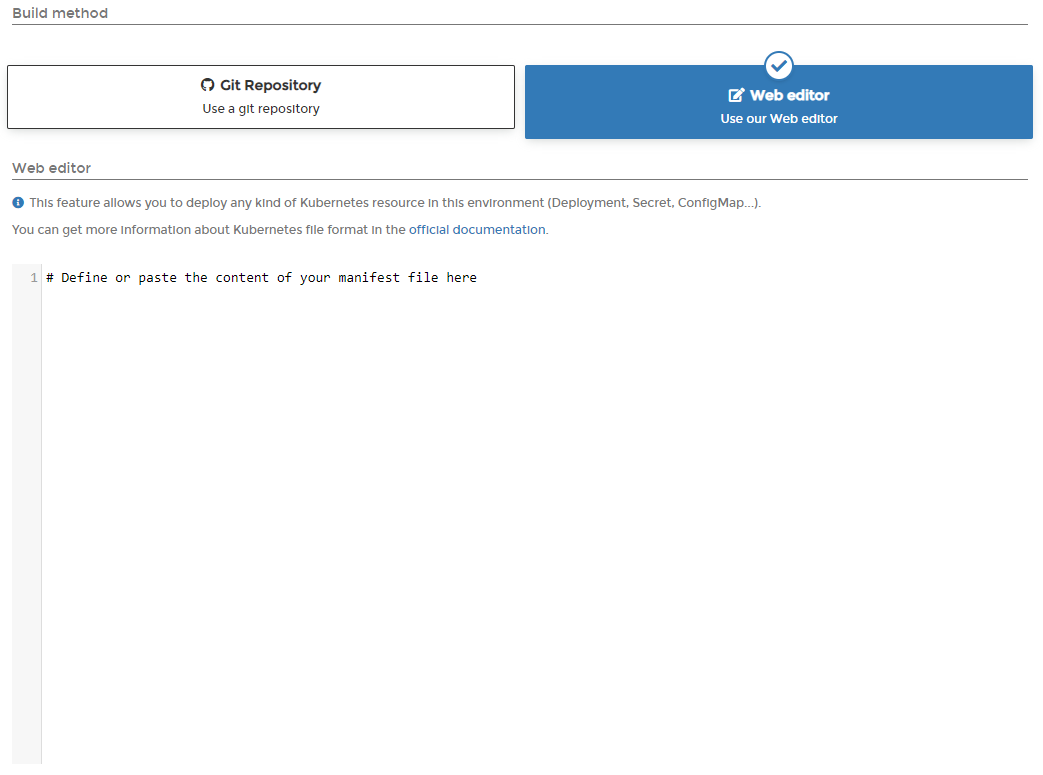 Build method
Git Repository
Use a git repository
Web editor
Use our Web editor
Web editor
This feature allows you to deploy any kind of Kubernetes resource in this environment (Deployment, Secret, ConfigMap...).
You can get more information about Kubernetes file format in the official documentation.
1 # Define or paste the content of your manifest file here